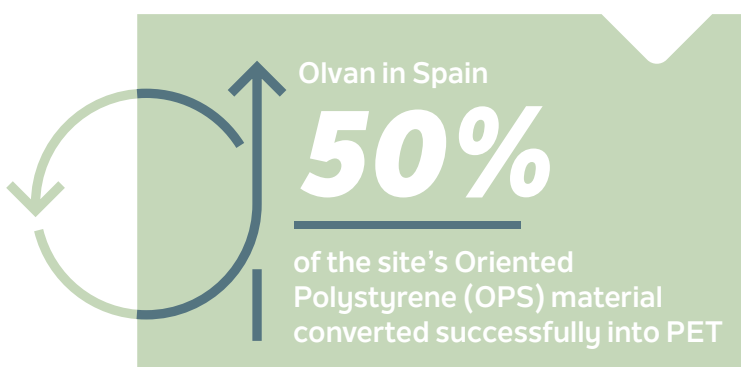 Olvan in Spain
50%
of the site's Oriented
Polystyrene (OPS) material
converted successfully into PET